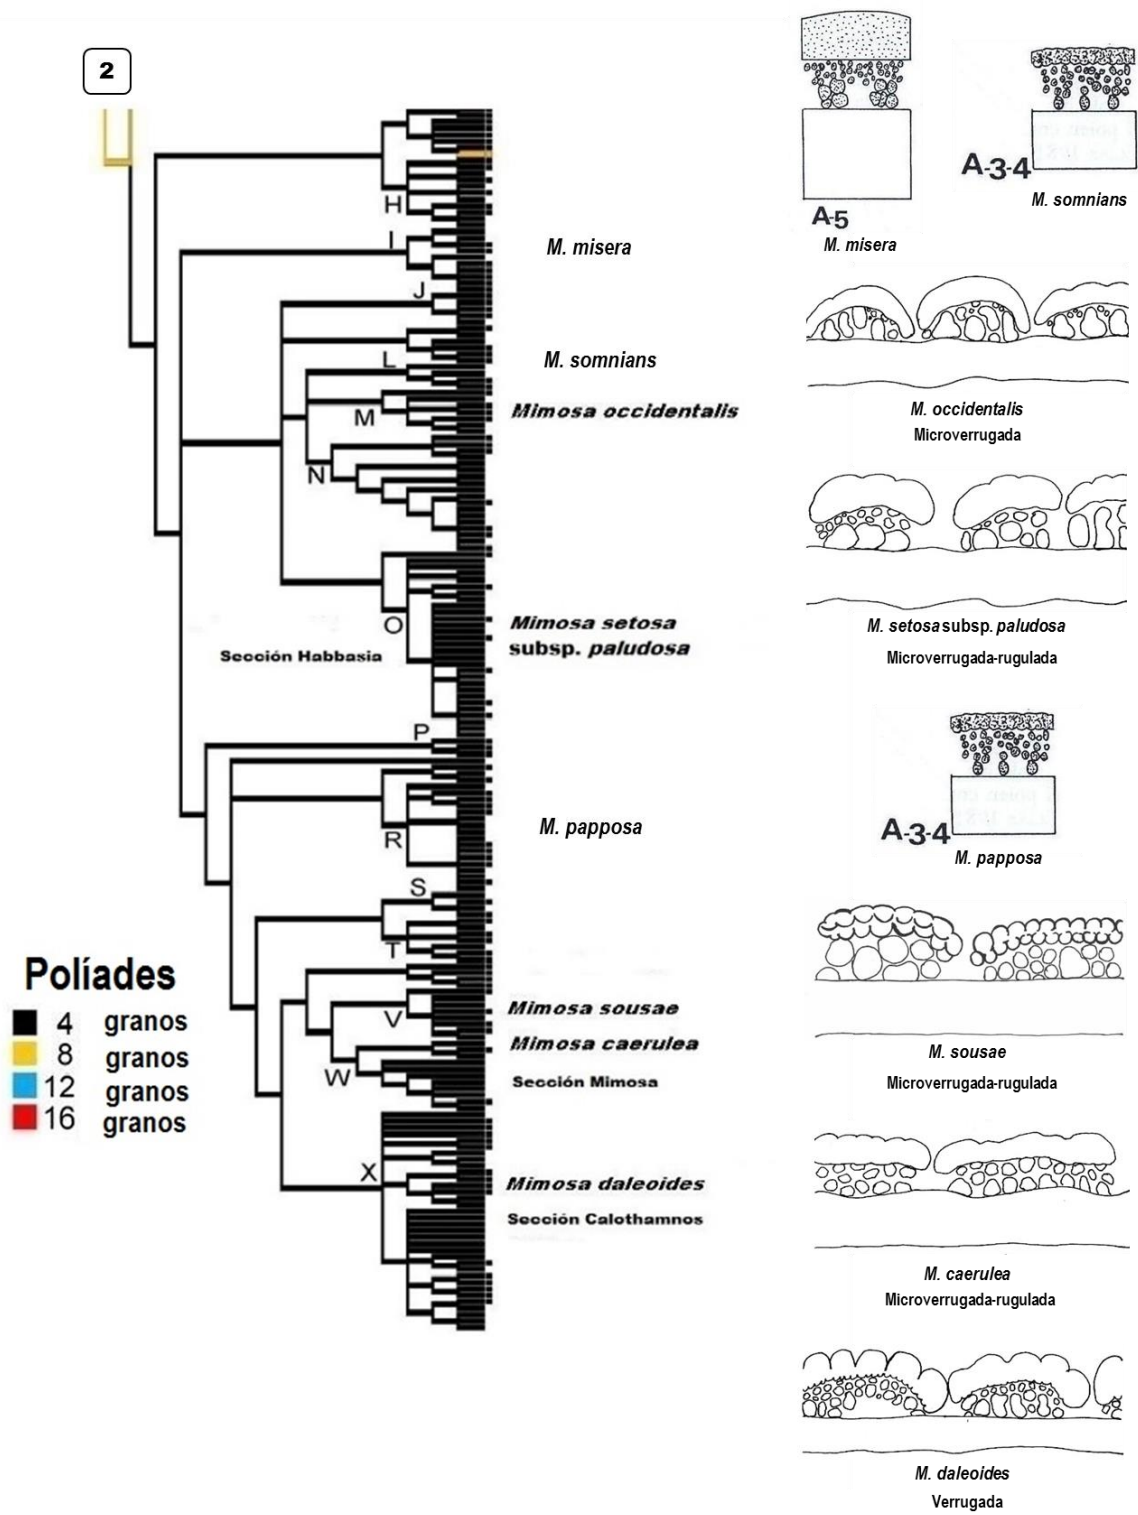 2
H
I
J
L
M
N
O
P
R
S
T
V
W
X
M. misera
M. somnians
Mimosa occidentalis
Mimosa setosa
subsp. paludosa
Sección Habbasia
M. papposa
Mimosa sousae
Mimosa caerulea
Sección Mimosa
Mimosa daleoides
Sección Calothamnos
Políades
4 granos
8 granos
12 granos
16 granos
A-5
M. misera
A-3-4
M. somnians
M. occidentalis
Microverrugada
M. setosa subsp. paludosa
Microverrugada-rugulada
A-3-4
M. papposa
M. sousae
Microverrugada-rugulada
M. caerulea
Microverrugada-rugulada
M. daleoides
Verrugada